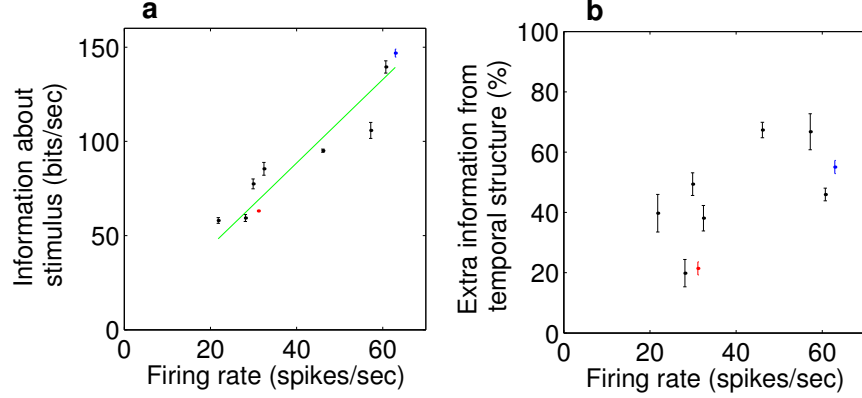 a
150
100
50
0
0 20 40 60
Firing rate (spikes/sec)
Information about
stimulus (bits/sec)
b
100
80
60
40
20
0
0 20 40 60
Firing rate (spikes/sec)
Extra information from
temporal structure (%)